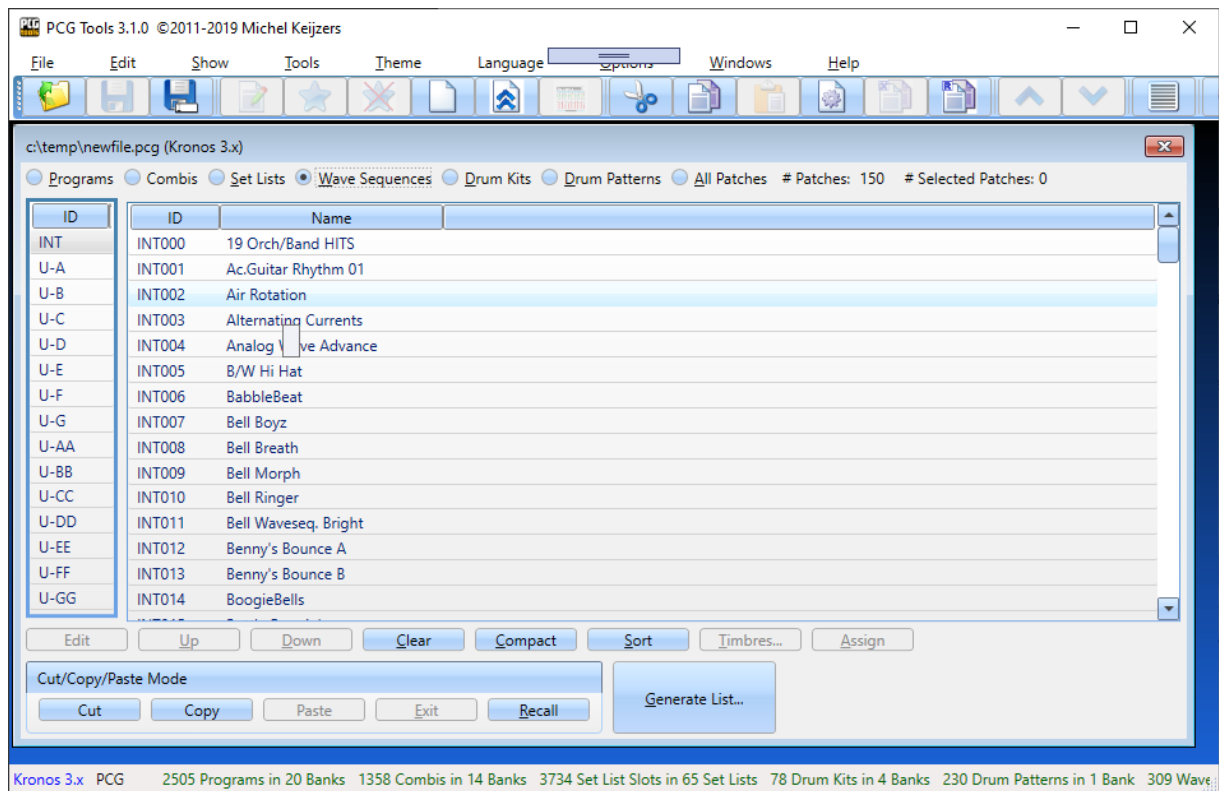 PCG Tools 3.1.0 ©2011-2019 Michel Keijzers
File Edit Show Tools Theme Language Options Windows Help
c:\temp\newfile.pcg (Kronos 3.x)
Programs Combis Set Lists Wave Sequences Drum Kits Drum Patterns All Patches # Patches: 150 # Selected Patches: 0
ID ID Name
INT INT000 19 Orch/Band HITS
U-A INT001 Ac.Guitar Rhythm 01
U-B INT002 Air Rotation
U-C INT003 Alternating Currents
U-D INT004 Analog Wave Advance
U-E INT005 B/W Hi Hat
U-F INT006 BabbleBeat
U-G INT007 Bell Boyz
U-AA INT008 Bell Breath
U-BB INT009 Bell Morph
U-CC INT010 Bell Ringer
U-DD INT011 Bell Waveseq. Bright
U-EE INT012 Benny's Bounce A
U-FF INT013 Benny's Bounce B
U-GG INT014 BoogieBells
Edit Up Down Clear Compact Sort Timbres... Assign
Cut/Copy/Paste Mode
Cut Copy Paste Exit Recall Generate List...
Kronos 3.x PCG 2505 Programs in 20 Banks 1358 Combis in 14 Banks 3734 Set List Slots in 65 Set Lists 78 Drum Kits in 4 Banks 230 Drum Patterns in 1 Bank 309 Wave